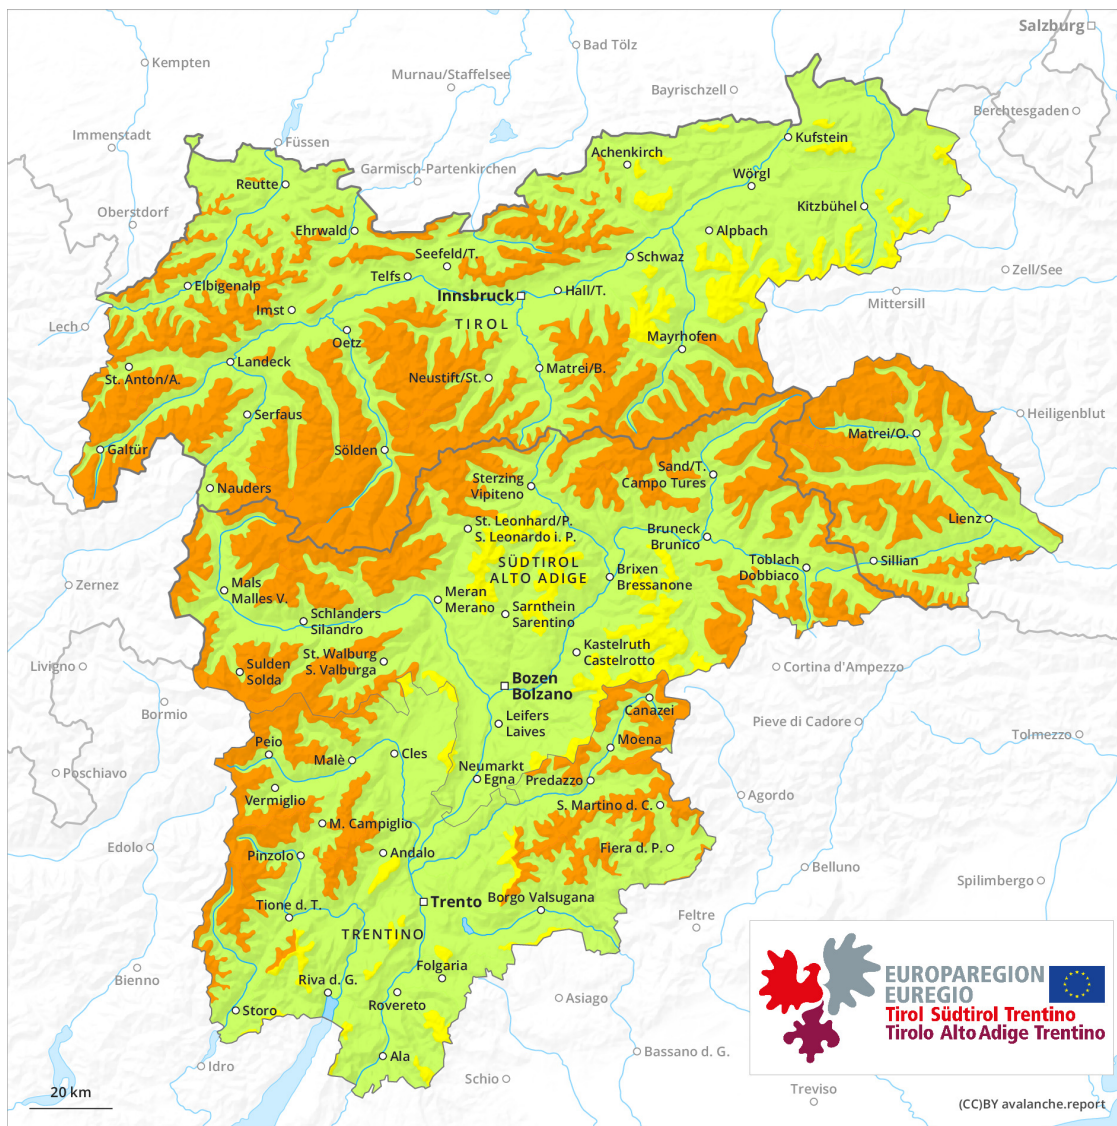 Salzburg
Kempten
Bad Tölz
Murnau/Staffelsee
Bayrischzell
Berchtesgaden
Immenstadt
Füssen
Kufstein
Achenkirch
Garmisch-Partenkirchen
Wörgl
Reutte
Oberstdorf
Kitzbühel
Ehrwald
Alpbach
Seefeld/T.
Schwaz
Zell/See
Telfs
Elbigenalp
Innsbruck
Hall/T.
Mittersill
Imst
TIROL
Lech
Oetz
Mayrhofen
Landeck
Matrei/B.
St. Anton/A.
Neustift/St.
Serfaus
Heiligenblut
Matrei/O.
Galtür
Sölden
Sand/T.
Campo Tures
Sterzing
Vipiteno
Nauders
Lienz
St. Leonhard/P.
S. Leonardo i. P.
Bruneck
Brunico
SÜDTIROL
ALTO ADIGE
Toblach
Dobbiaco
Sillian
Zernez
Brixen
Bressanone
Mals
Malles V.
Meran
Merano
Sarnthein
Sarentino
Schlanders
Silandro
Kastelruth
Castelrotto
St. Walburg
S. Valburga
Livigno
Sulden
Solda
Cortina d'Ampezzo
Bozen
Bolzano
Bormio
Canazei
Leifers
Laives
Pieve di Cadore
Tolmezzo
Peio
Moena
Malè
Cles
Poschiavo
Neumarkt
Egna
Predazzo
Vermiglio
Agordo
S. Martino d. C.
M. Campiglio
Edolo
Pinzolo
Andalo
Fiera d. P.
Belluno
Spilimbergo
Tione d. T.
Trento
Borgo Valsugana
Feltre
TRENTINO
Bienno
Folgaria
Riva d. G.
Rovereto
Asiago
Storo
Ala
Bassano d. G.
Idro
Schio
Treviso
EUROPAREGION
EUREGIO
Tirol Südtirol Trentino
Tirolo Alto Adige Trentino
20 km
(CC)BY avalanche.report